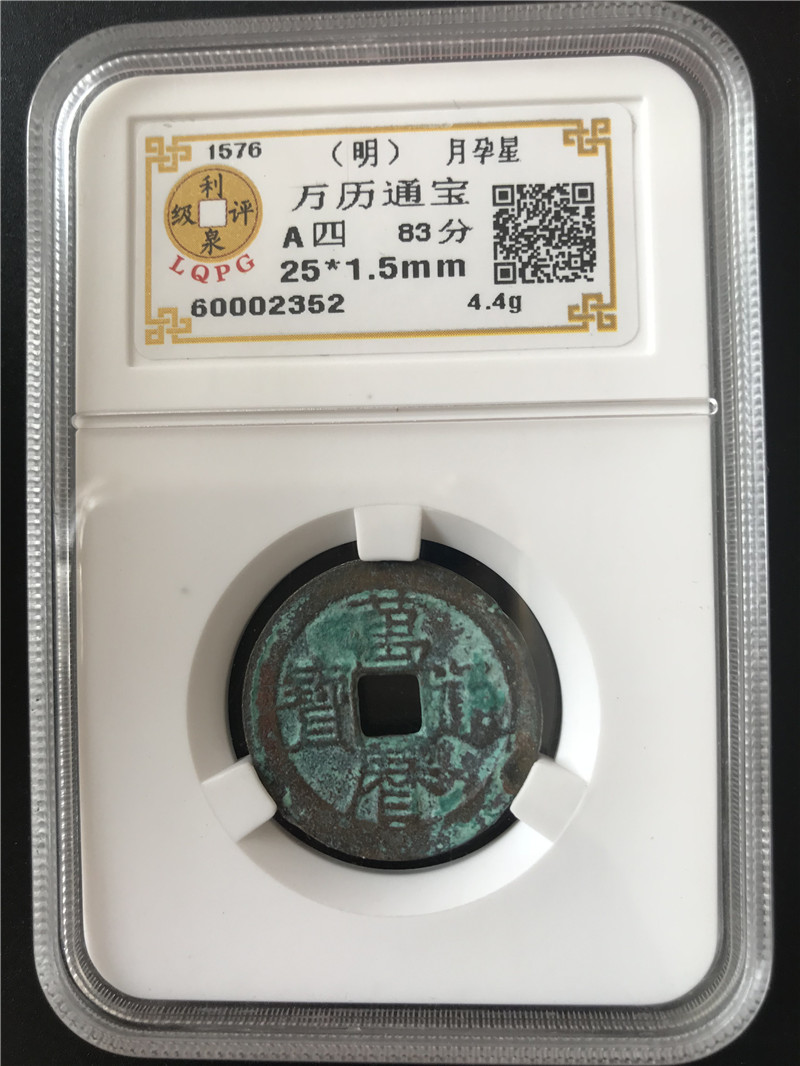 1576 （明） 月孕星
利泉评级
万历通宝
A四 83分
LQPG
25*1.5mm
60002352 4.4g
萬曆通寶